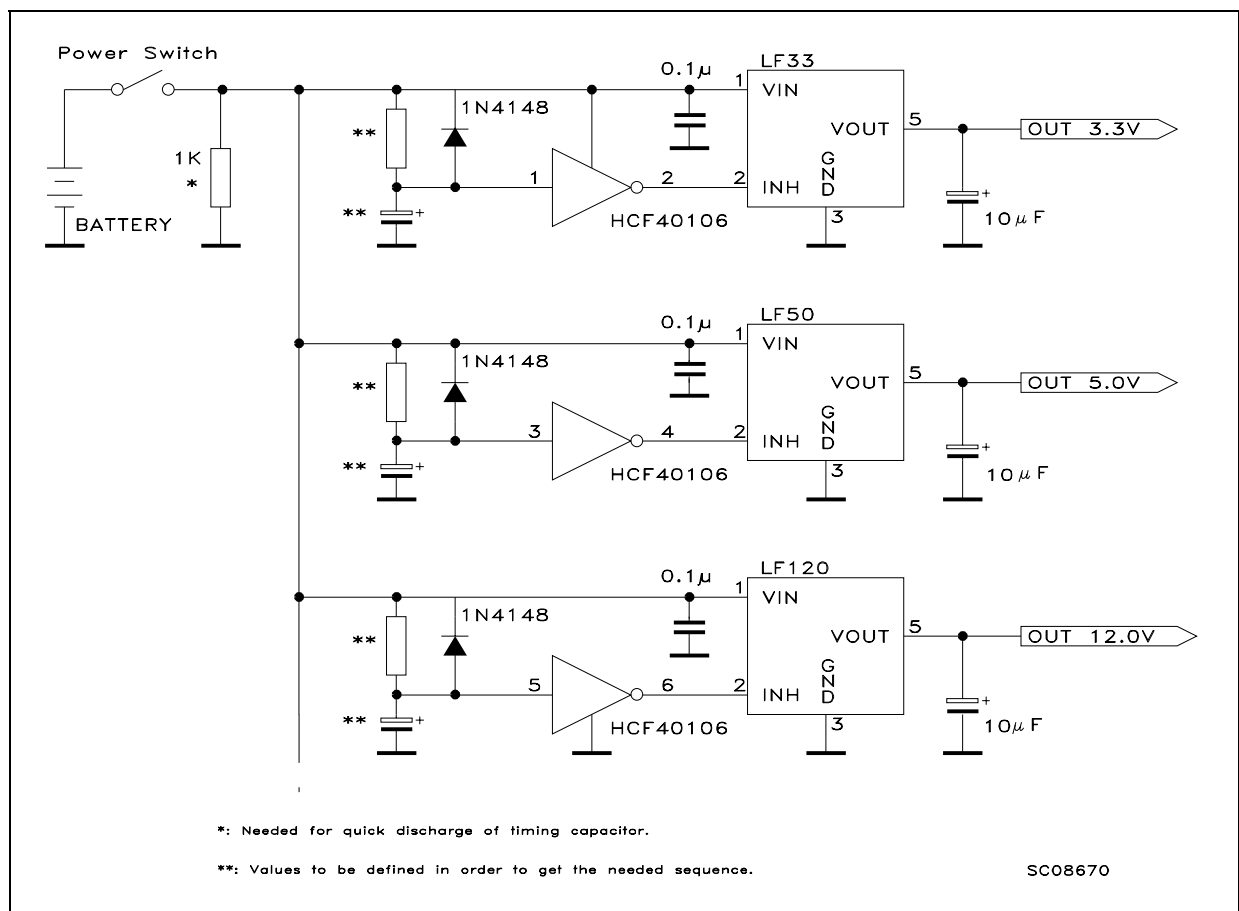 Power Switch
1K
*
BATTERY
**
**
1N4148
1
2
HCF40106
0.1μ
LF33
1
VIN
VOUT
5
2
INH
GND
3
OUT 3.3V
+
+
10μF
**
**
1N4148
3
4
HCF40106
0.1μ
LF50
1
VIN
VOUT
5
2
INH
GND
3
OUT 5.0V
+
+
10μF
**
**
1N4148
5
6
HCF40106
0.1μ
LF120
1
VIN
VOUT
5
2
INH
GND
3
OUT 12.0V
+
+
10μF
*: Needed for quick discharge of timing capacitor.
**: Values to be defined in order to get the needed sequence.
SC08670